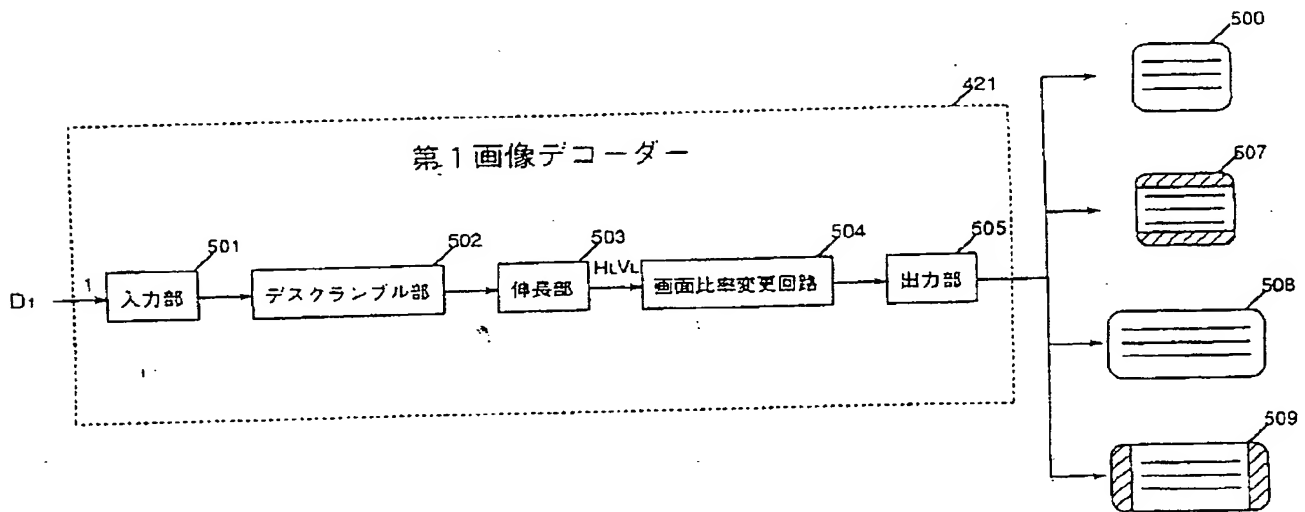 500
421
第1画像デコーダー
507
501
502
503
504
505
HLVL
D1
1
入力部
デスクランブル部
伸長部
画面比率変更回路
出力部
508
509